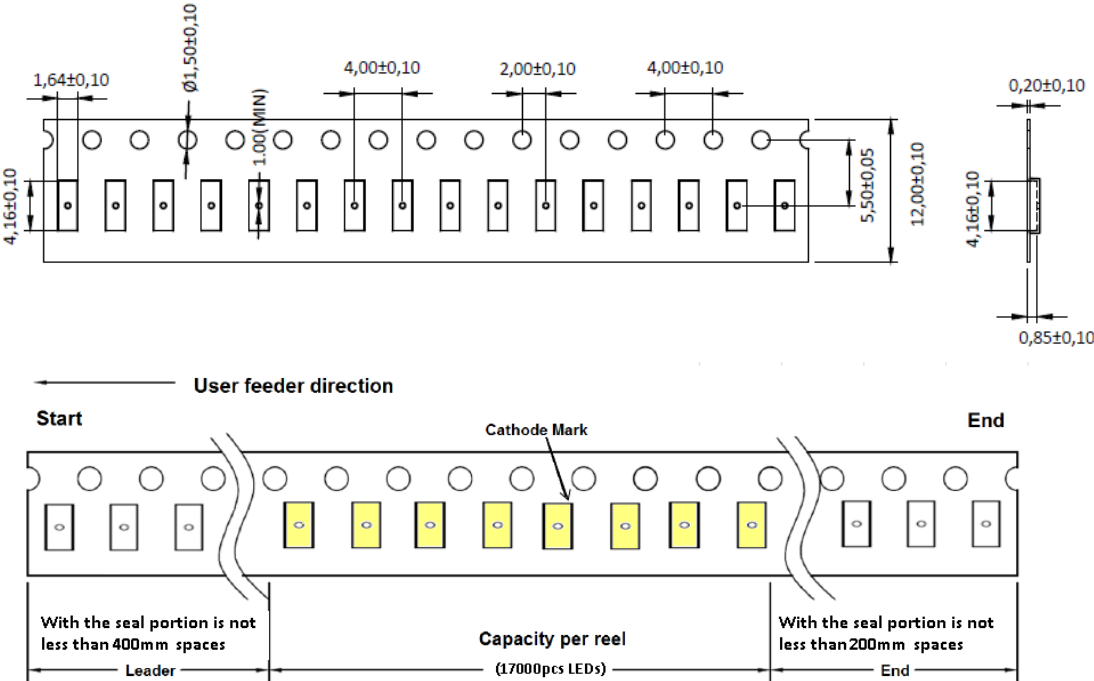 1,64±0,10
Ø1,50±0,10
1.00(MIN)
4,00±0,10
2,00±0,10
4,00±0,10
0,20±0,10
4,16±0,10
5,50±0,05
12,00±0,10
4,16±0,10
0,85±0,10
User feeder direction
Start
End
Cathode Mark
With the seal portion is not
less than 400mm spaces
Leader
Capacity per reel
(17000pcs LEDs)
With the seal portion is not
less than 200mm spaces
End